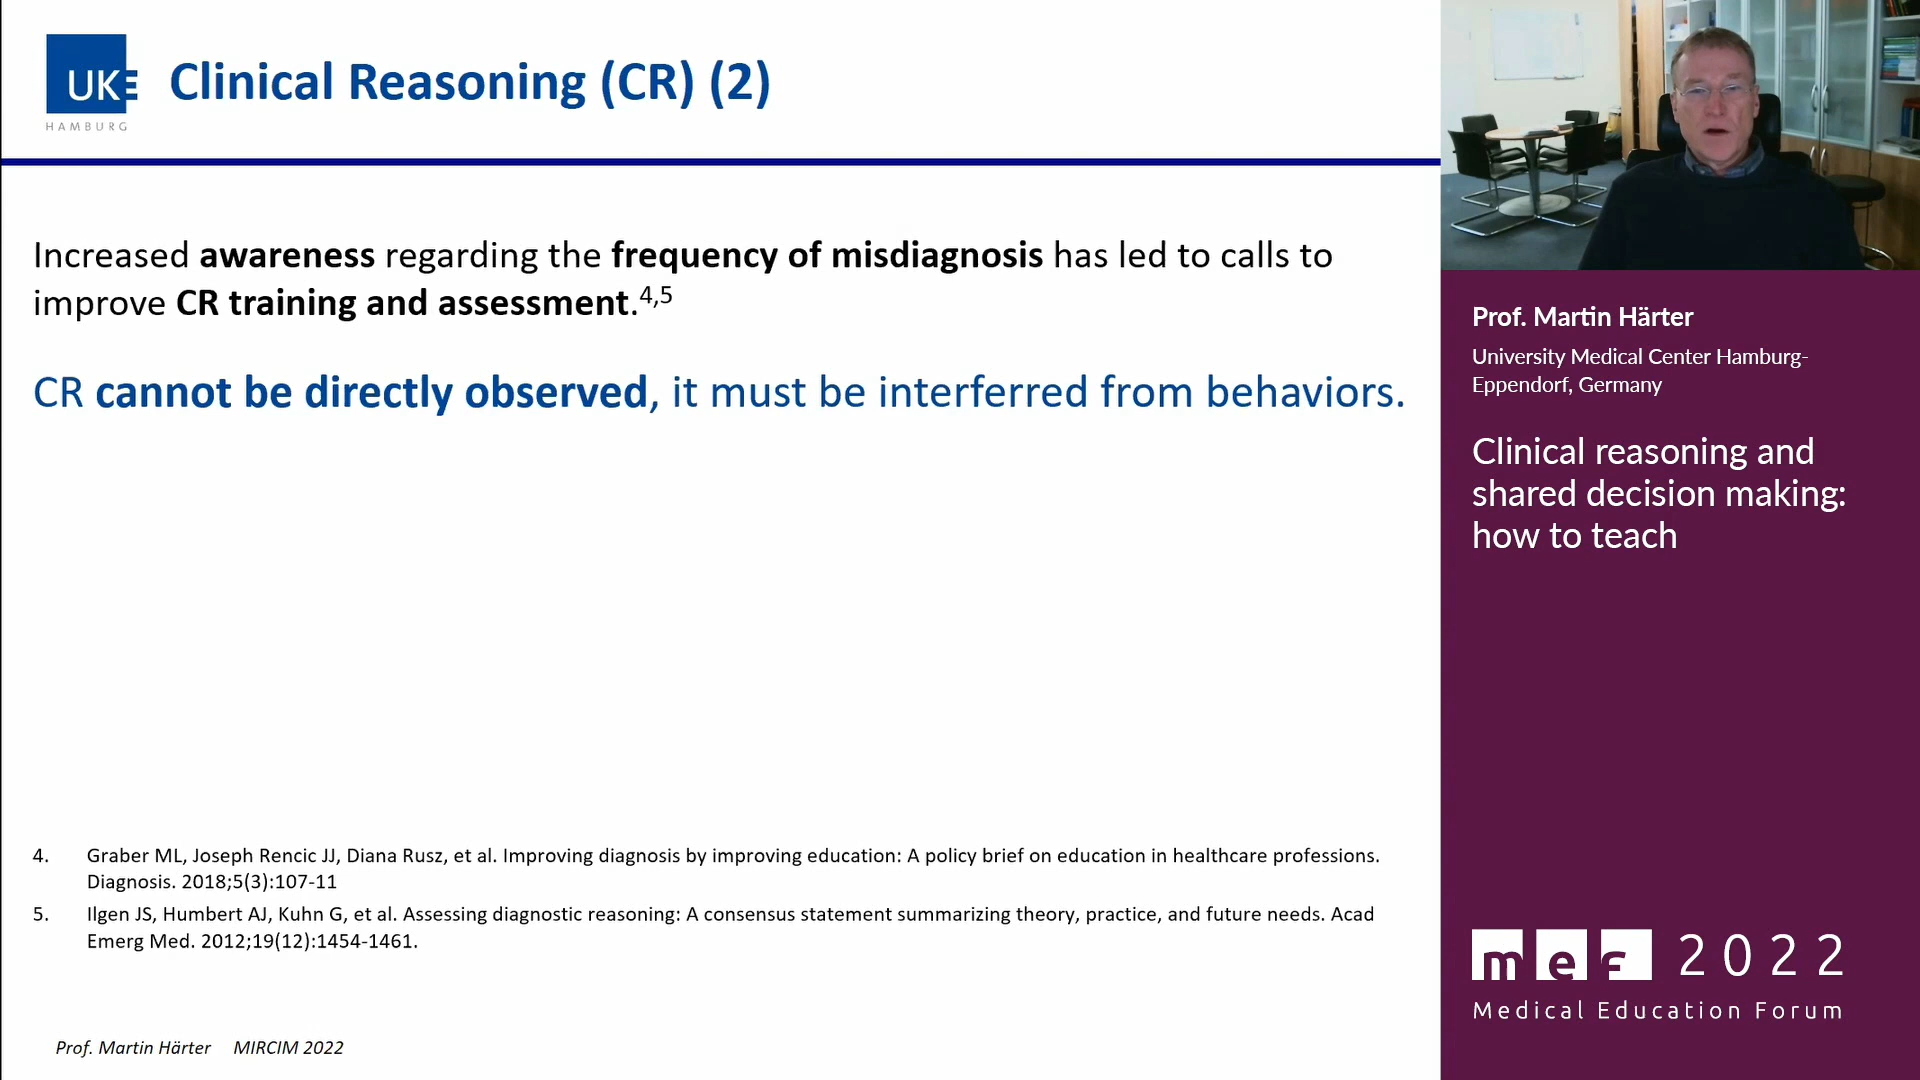 UKE
HAMBURG
Clinical Reasoning (CR) (2)
Increased awareness regarding the frequency of misdiagnosis has led to calls to
improve CR training and assessment.4,5
CR cannot be directly observed, it must be interferred from behaviors.
4. Graber ML, Joseph Rencic JJ, Diana Rusz, et al. Improving diagnosis by improving education: A policy brief on education in healthcare professions.
Diagnosis. 2018;5(3):107-11
5. Ilgen JS, Humbert AJ, Kuhn G, et al. Assessing diagnostic reasoning: A consensus statement summarizing theory, practice, and future needs. Acad
Emerg Med. 2012;19(12):1454-1461.
Prof. Martin Härter MIRCIM 2022
Prof. Martin Härter
University Medical Center Hamburg-
Eppendorf, Germany
Clinical reasoning and
shared decision making:
how to teach
mef 2022
Medical Education Forum